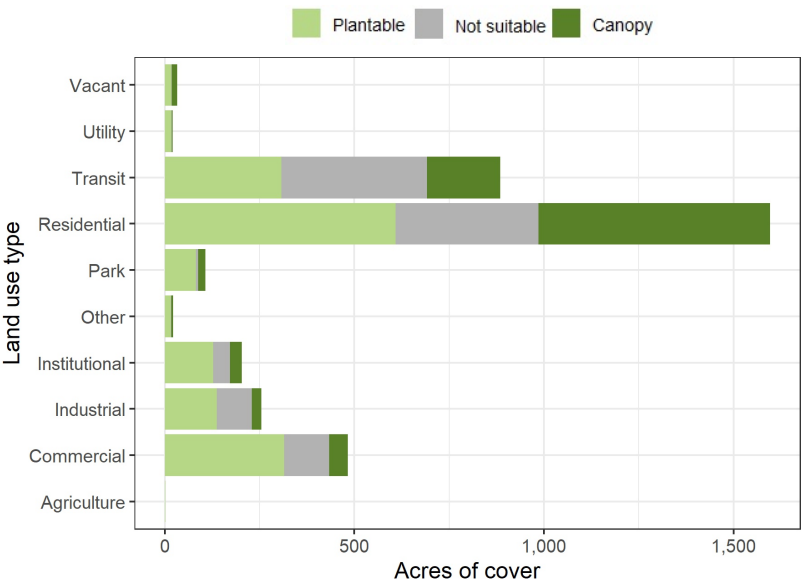 Plantable Not suitable Canopy
Land use type
Vacant
Utility
Transit
Residential
Park
Other
Institutional
Industrial
Commercial
Agriculture
0 500 1,000 1,500
Acres of cover